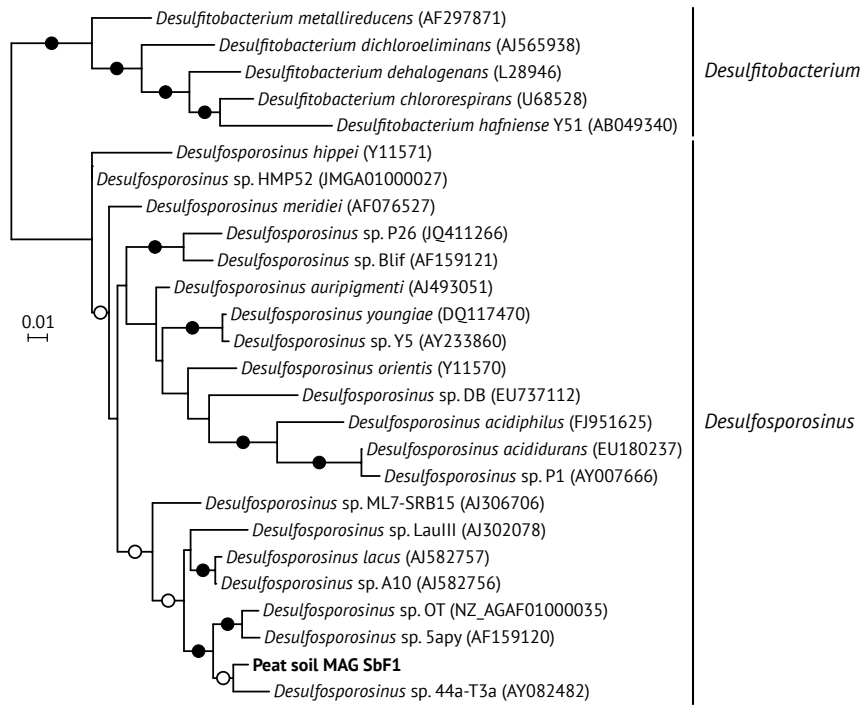 Desulfitobacterium metallireducens (AF297871)
Desulfitobacterium dichloroeliminans (AJ565938)
Desulfitobacterium dehalogenans (L28946)
Desulfitobacterium
Desulfitobacterium chlororespirans (U68528)
Desulfitobacterium hafniense Y51 (AB049340)
Desulfosporosinus hippei (Y11571)
Desulfosporosinus sp. HMP52 (JMGA01000027)
Desulfosporosinus meridiei (AF076527)
Desulfosporosinus sp. P26 (JQ411266)
Desulfosporosinus sp. Blif (AF159121)
Desulfosporosinus auripigmenti (AJ493051)
Desulfosporosinus youngiae (DQ117470)
0.01
Desulfosporosinus sp. Y5 (AY233860)
Desulfosporosinus orientis (Y11570)
Desulfosporosinus sp. DB (EU737112)
Desulfosporosinus acidiphilus (FJ951625)
Desulfosporosinus
Desulfosporosinus acididurans (EU180237)
Desulfosporosinus sp. P1 (AY007666)
Desulfosporosinus sp. ML7-SRB15 (AJ306706)
Desulfosporosinus sp. LauIII (AJ302078)
Desulfosporosinus lacus (AJ582757)
Desulfosporosinus sp. A10 (AJ582756)
Desulfosporosinus sp. OT (NZ_AGAF01000035)
Desulfosporosinus sp. 5apy (AF159120)
Peat soil MAG SbF1
Desulfosporosinus sp. 44a-T3a (AY082482)